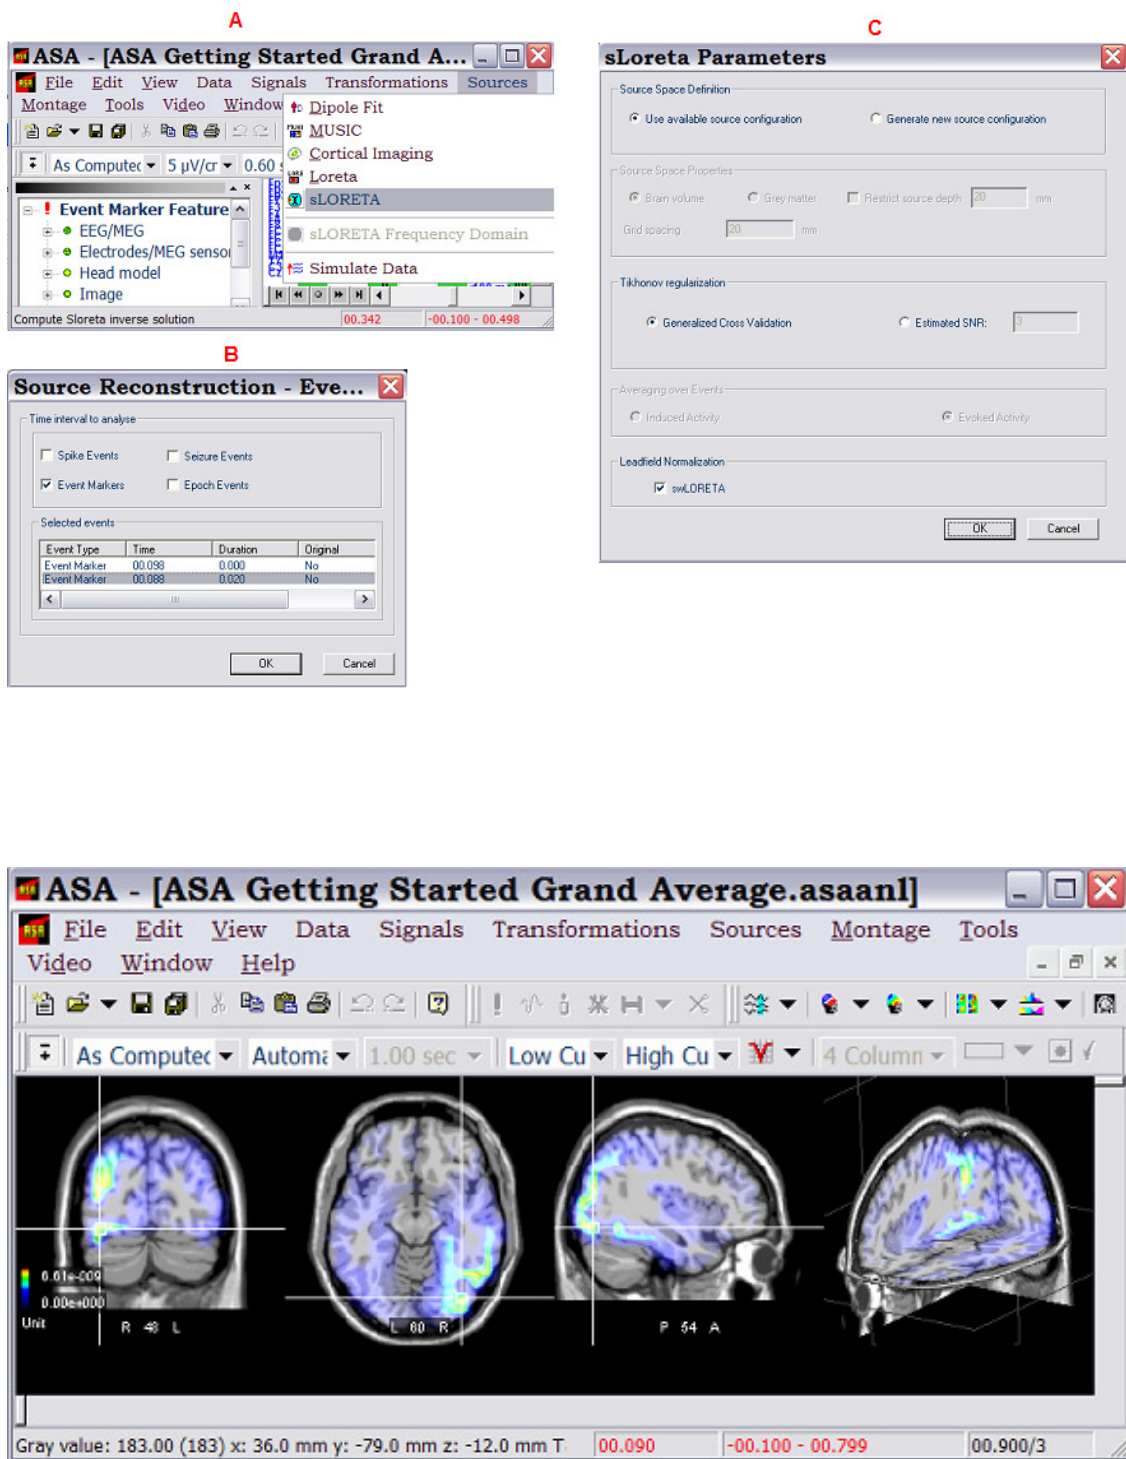 A
ASA - [ASA Getting Started Grand A...
File Edit View Data Signals Transformations Sources
Montage Tools Video Window
Dipole Fit
MUSIC
Cortical Imaging
Loreta
sLORETA
sLORETA Frequency Domain
Simulate Data
As Computec 5 µV/cr 0.60 s
Event Marker Feature
EEG/MEG
Electrodes/MEG sensor
Head model
Image
Compute Sloreta inverse solution 00.342 -00.100 - 00.498
B
Source Reconstruction - Eve...
Time interval to analyse
Spike Events Seizure Events
Event Markers Epoch Events
Selected events
Event Type Time Duration Original
Event Marker 00.098 0.000 No
Event Marker 00.088 0.020 No
OK Cancel
C
sLoreta Parameters
Source Space Definition
Use available source configuration Generate new source configuration
Source Space Properties
Brain volume Grey matter Restrict source depth 20 mm
Grid spacing 20 mm
Tikhonov regularization
Generalized Cross Validation Estimated SNR: 3
Averaging over Events
Induced Activity Evoked Activity
Leadfield Normalization
swLORETA
OK Cancel
ASA - [ASA Getting Started Grand Average.asaanl]
File Edit View Data Signals Transformations Sources Montage Tools
Video Window Help
As Computec Automa 1.00 sec Low Cu High Cu 4 Column
6.61e-009
0.00e+000
Unit
R 48 L
L 60 R
P 54 A
Gray value: 183.00 (183) x: 36.0 mm y: -79.0 mm z: -12.0 mm T 00.090 -00.100 - 00.799 00.900/3